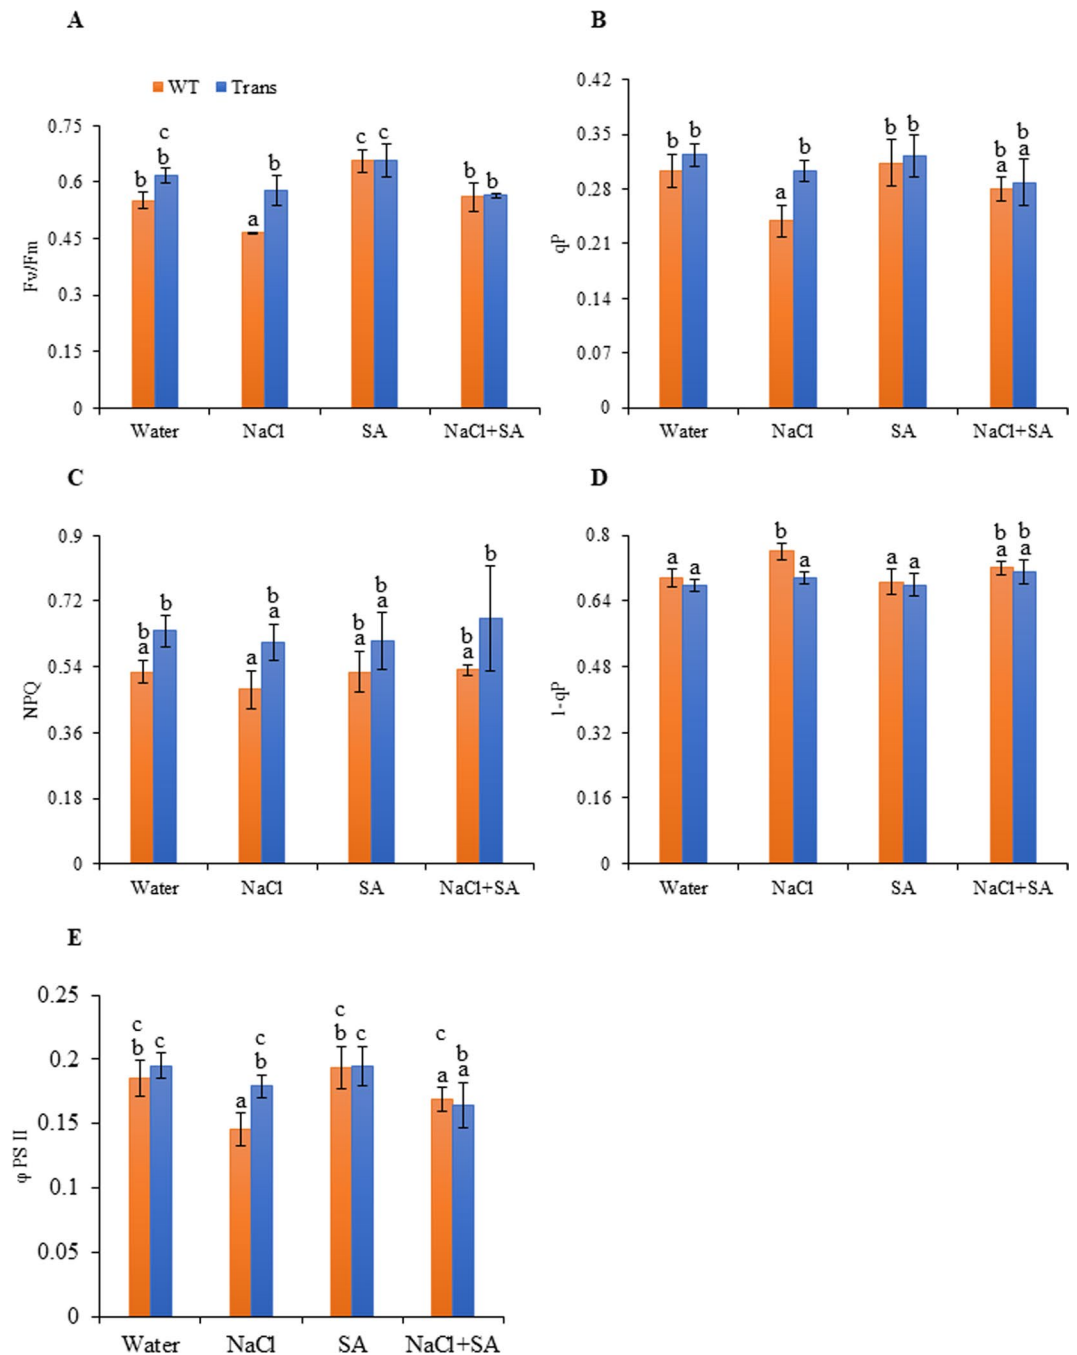 A
WT Trans
0.75
0.6
0.45
0.3
0.15
0
Fv/Fm
b
c
b
a
b
c
c
b
b
Water NaCl SA NaCl+SA
B
0.42
0.35
0.28
0.21
0.14
0.07
0
qP
b
b
a
b
b
b
b
a
b
a
Water NaCl SA NaCl+SA
C
0.9
0.72
0.54
0.36
0.18
0
NPQ
b
a
b
a
b
a
b
a
b
a
b
a
b
Water NaCl SA NaCl+SA
D
0.8
0.64
0.48
0.32
0.16
0
1-qP
a
a
b
a
a
a
b
a
b
a
Water NaCl SA NaCl+SA
E
0.25
0.2
0.15
0.1
0.05
0
φ PS II
c
b
c
a
c
b
c
b
c
c
a
b
a
Water NaCl SA NaCl+SA